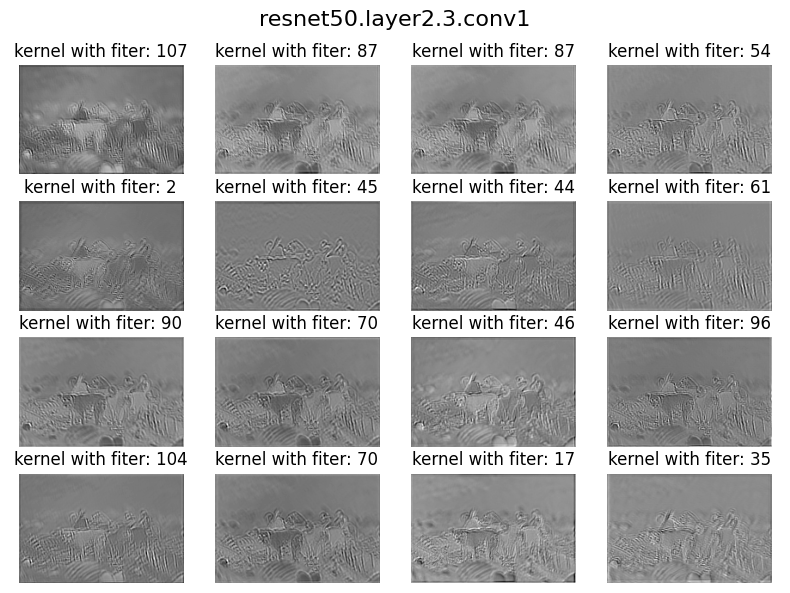 resnet50.layer2.3.conv1
kernel with fiter: 107
kernel with fiter: 87
kernel with fiter: 87
kernel with fiter: 54
kernel with fiter: 2
kernel with fiter: 45
kernel with fiter: 44
kernel with fiter: 61
kernel with fiter: 90
kernel with fiter: 70
kernel with fiter: 46
kernel with fiter: 96
kernel with fiter: 104
kernel with fiter: 70
kernel with fiter: 17
kernel with fiter: 35